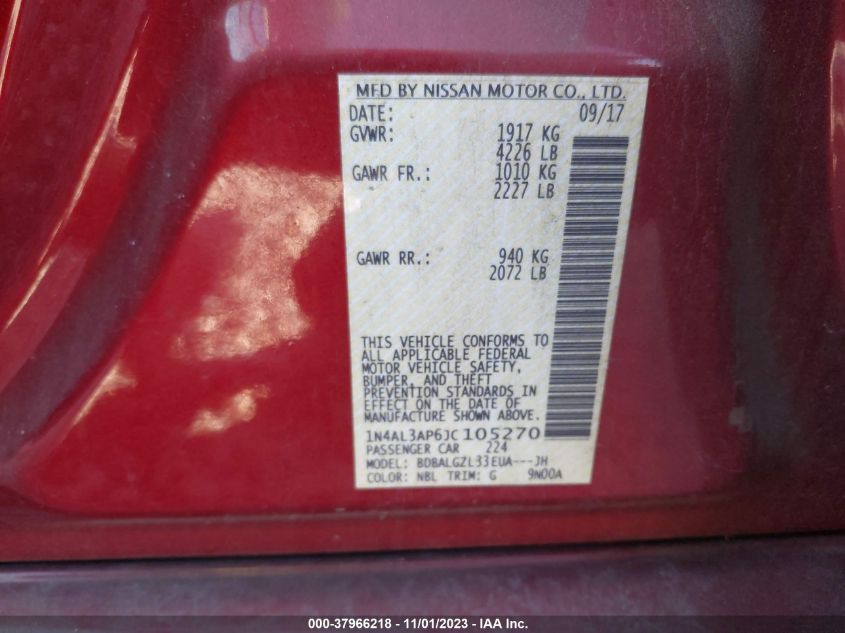 MFD BY NISSAN MOTOR CO., LTD.
DATE: 09/17
GVWR: 1917 KG
4226 LB
GAWR FR.: 1010 KG
2227 LB
GAWR RR.: 940 KG
2072 LB
THIS VEHICLE CONFORMS TO
ALL APPLICABLE FEDERAL
MOTOR VEHICLE SAFETY,
BUMPER, AND THEFT
PREVENTION STANDARDS IN
EFFECT ON THE DATE OF
MANUFACTURE SHOWN ABOVE.
1N4AL3AP6JC105270
PASSENGER CAR 224
MODEL: BDBALGZL33EUA---JH
COLOR: NBL TRIM: G 9N00A
000-37966218 - 11/01/2023 - IAA Inc.